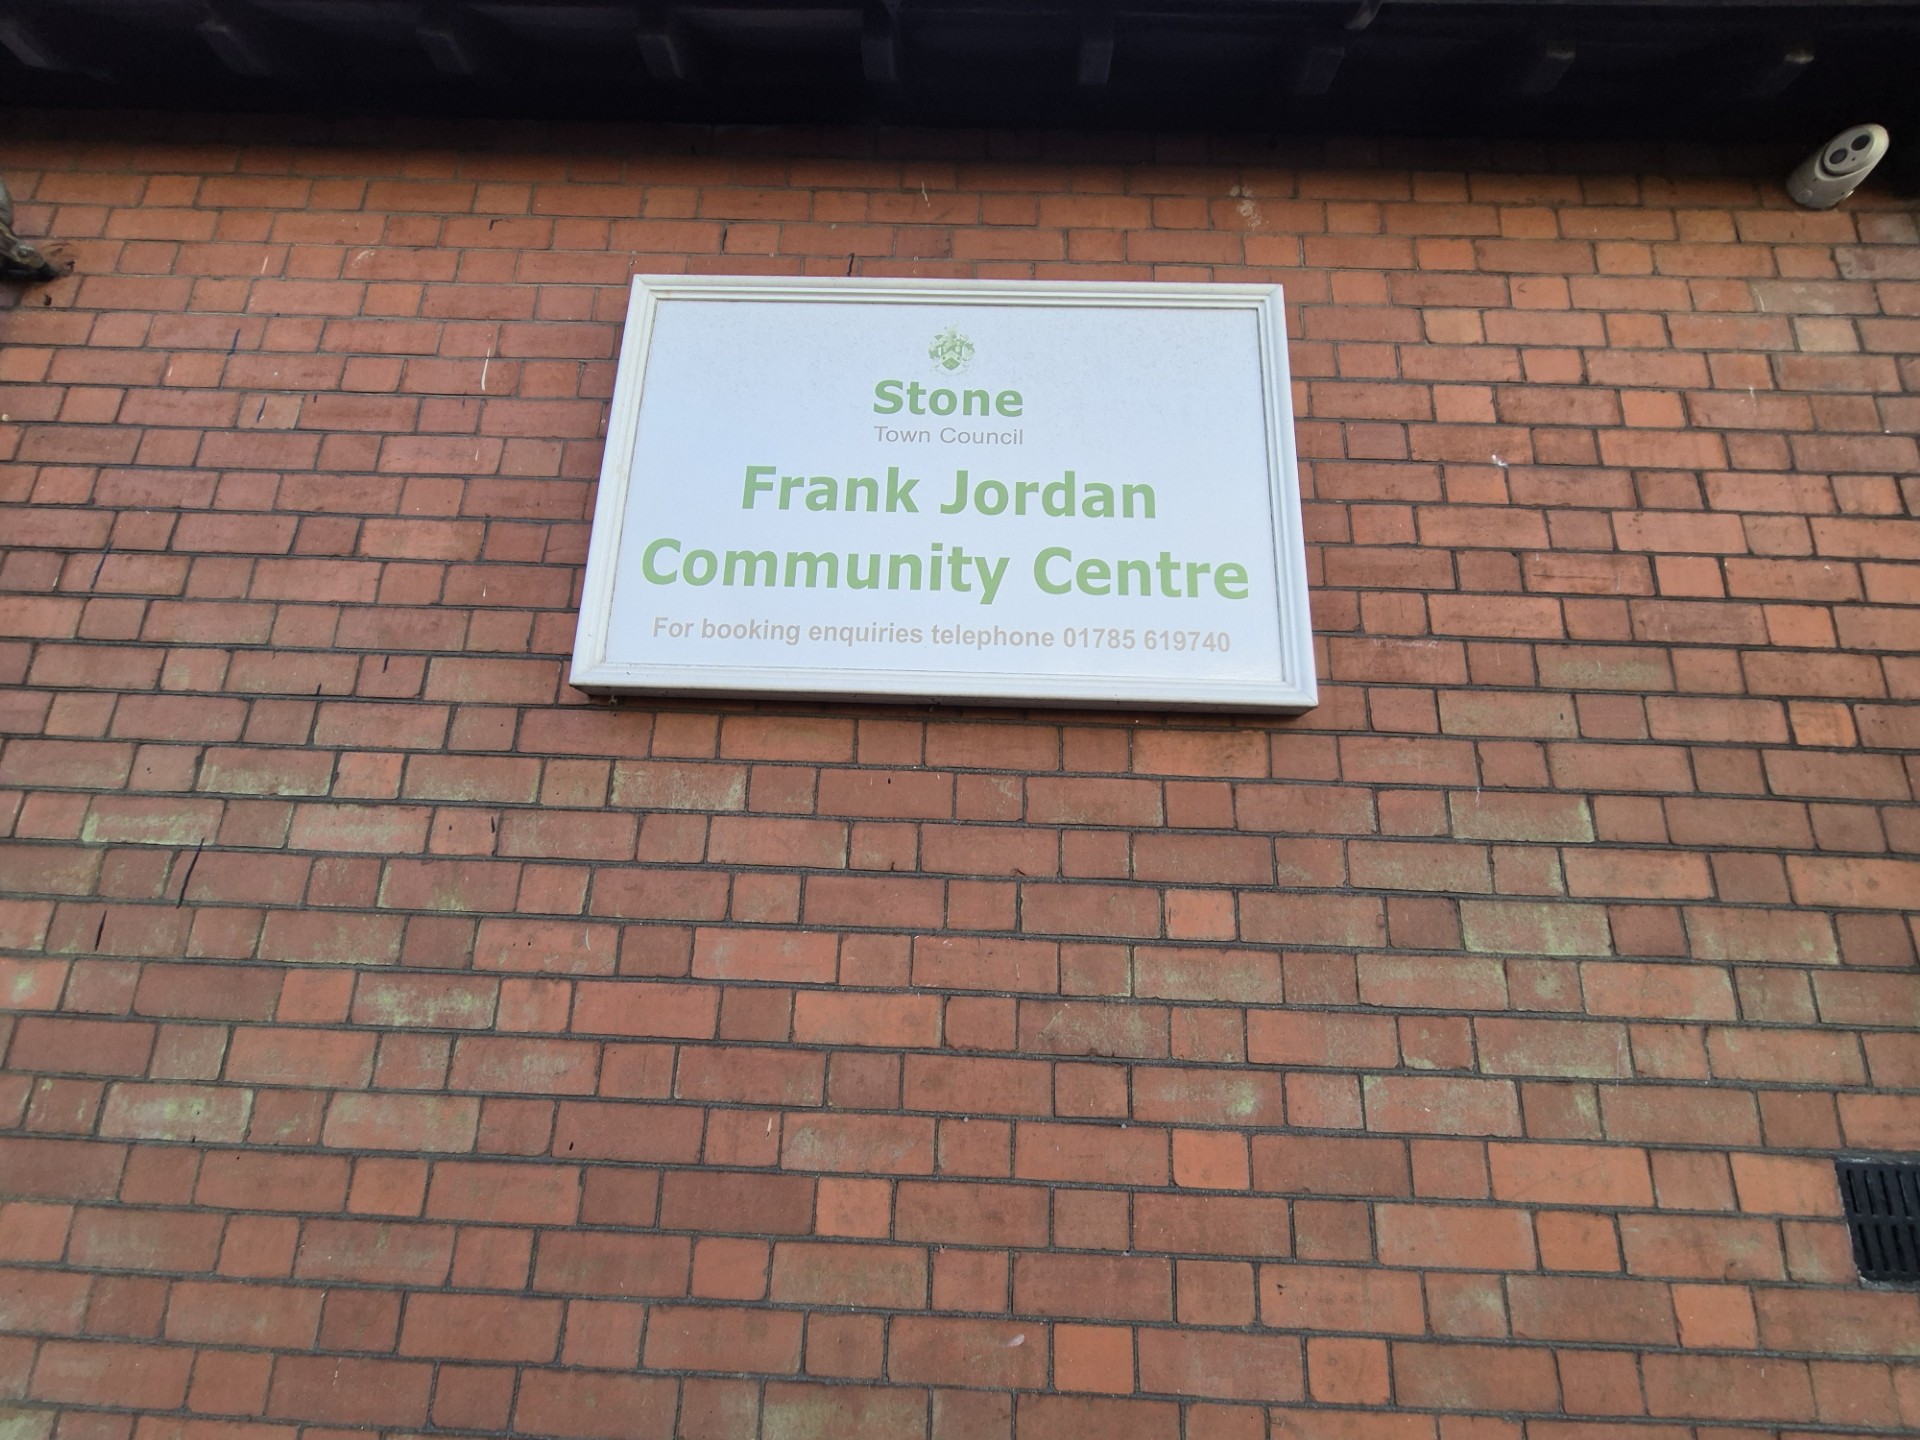 Stone
Town Council
Frank Jordan
Community Centre
For booking enquiries telephone 01785 619740